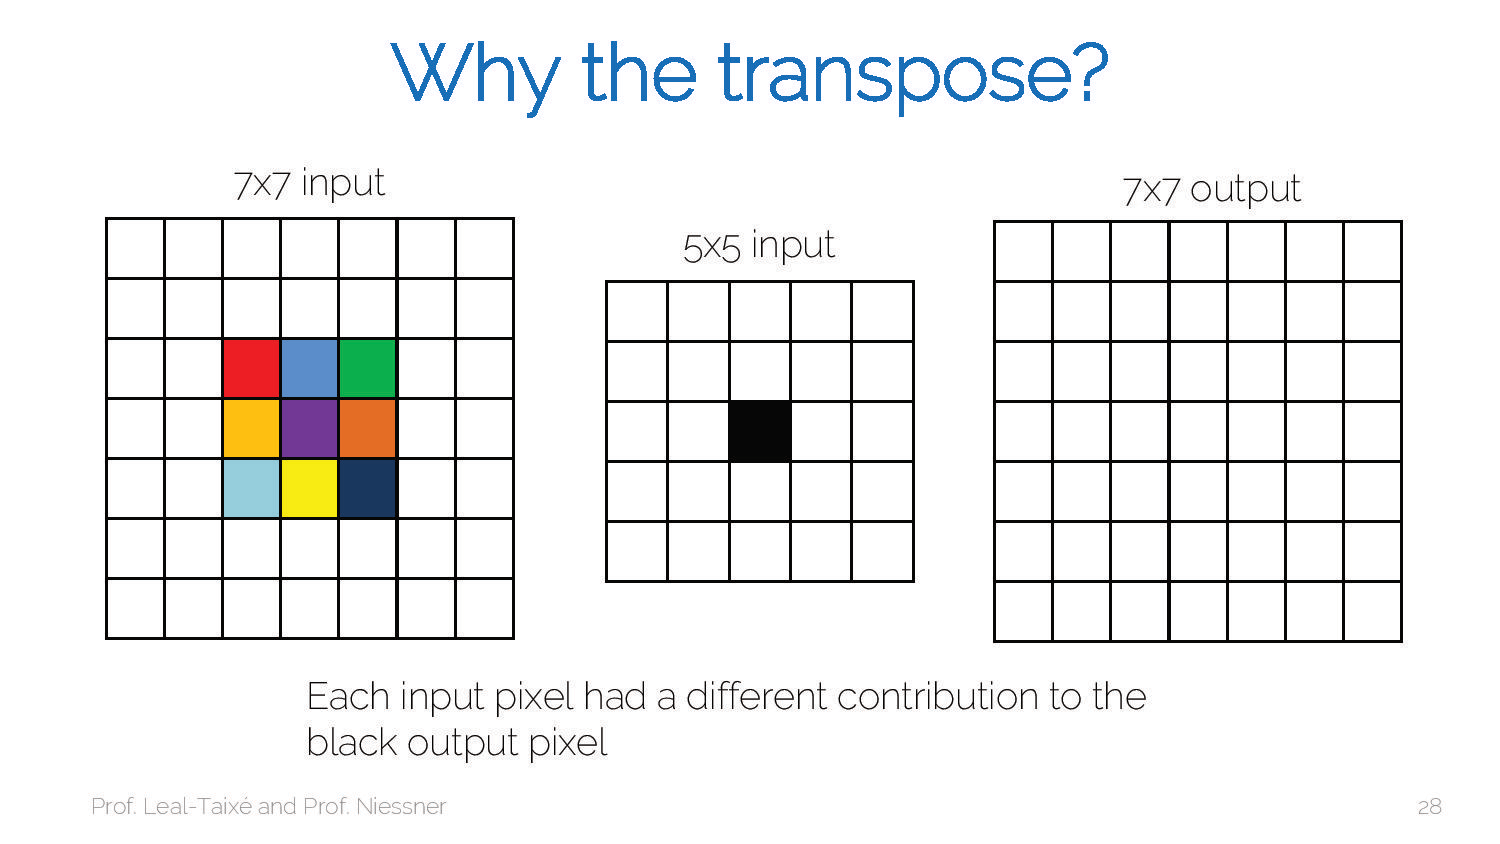 Why the transpose?
7x7 input
5x5 input
7x7 output
Each input pixel had a different contribution to the
black output pixel
Prof. Leal-Taixé and Prof. Niessner
28